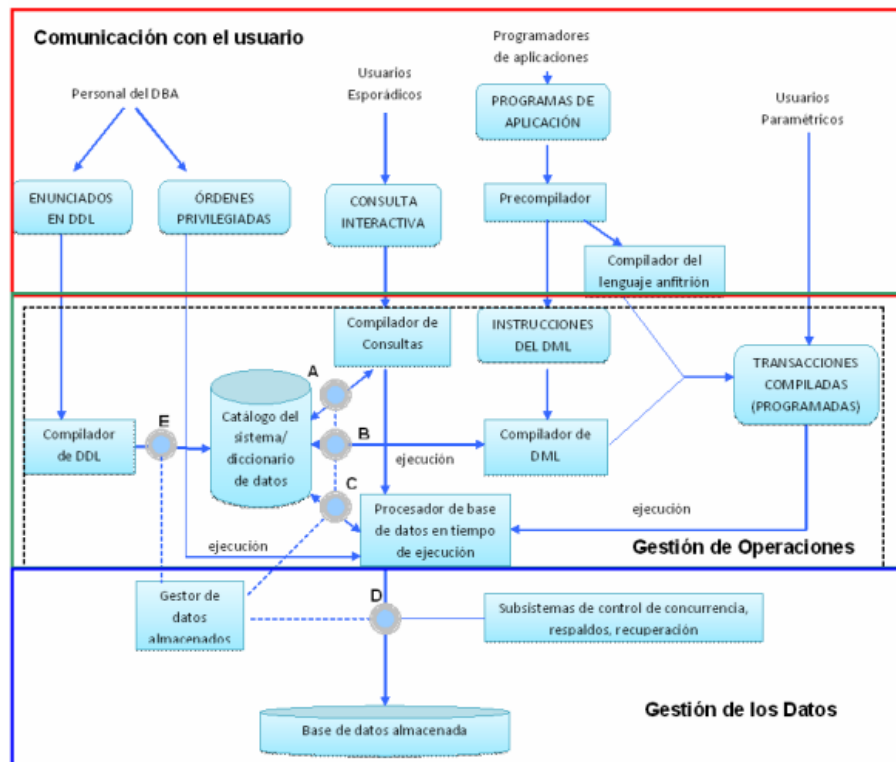 Comunicación con el usuario
Programadores
de aplicaciones
Personal del DBA
Usuarios
Esporádicos
Usuarios
Paramétricos
PROGRAMAS DE
APLICACIÓN
ENUNCIADOS
EN DDL
ÓRDENES
PRIVILEGIADAS
CONSULTA
INTERACTIVA
Precompilador
Compilador del
lenguaje anfitrión
Compilador de
Consultas
INSTRUCCIONES
DEL DML
TRANSACCIONES
COMPILADAS
(PROGRAMADAS)
A
E
Catálogo del
sistema/
diccionario
de datos
B
Compilador
de DDL
ejecución
Compilador de
DML
C
Procesador de base
de datos en tiempo
de ejecución
ejecución
ejecución
Gestión de Operaciones
Gestor de
datos
almacenados
D
Subsistemas de control de concurrencia,
respaldos, recuperación
Gestión de los Datos
Base de datos almacenada